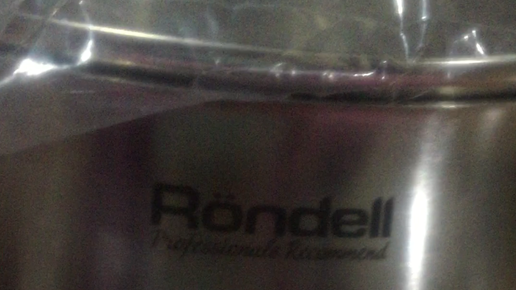 Röndell
Professionals Recommend